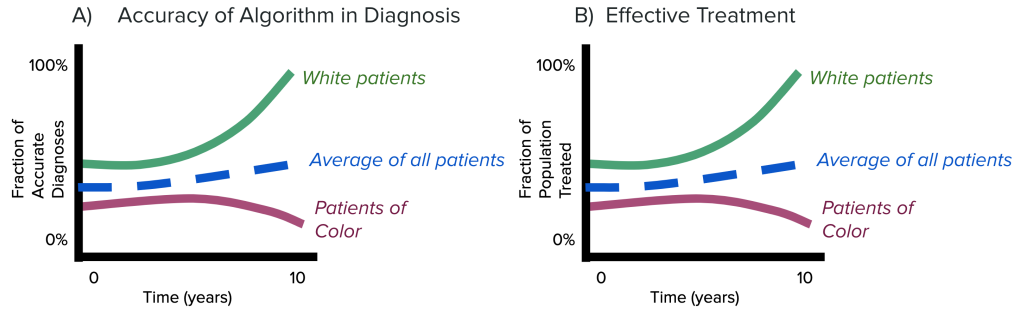 A) Accuracy of Algorithm in Diagnosis
100%
White patients
Fraction of
Accurate
Diagnoses
Average of all patients
Patients of
Color
0%
0
10
Time (years)
B) Effective Treatment
100%
White patients
Fraction of
Population
Treated
Average of all patients
Patients of
Color
0%
0
10
Time (years)